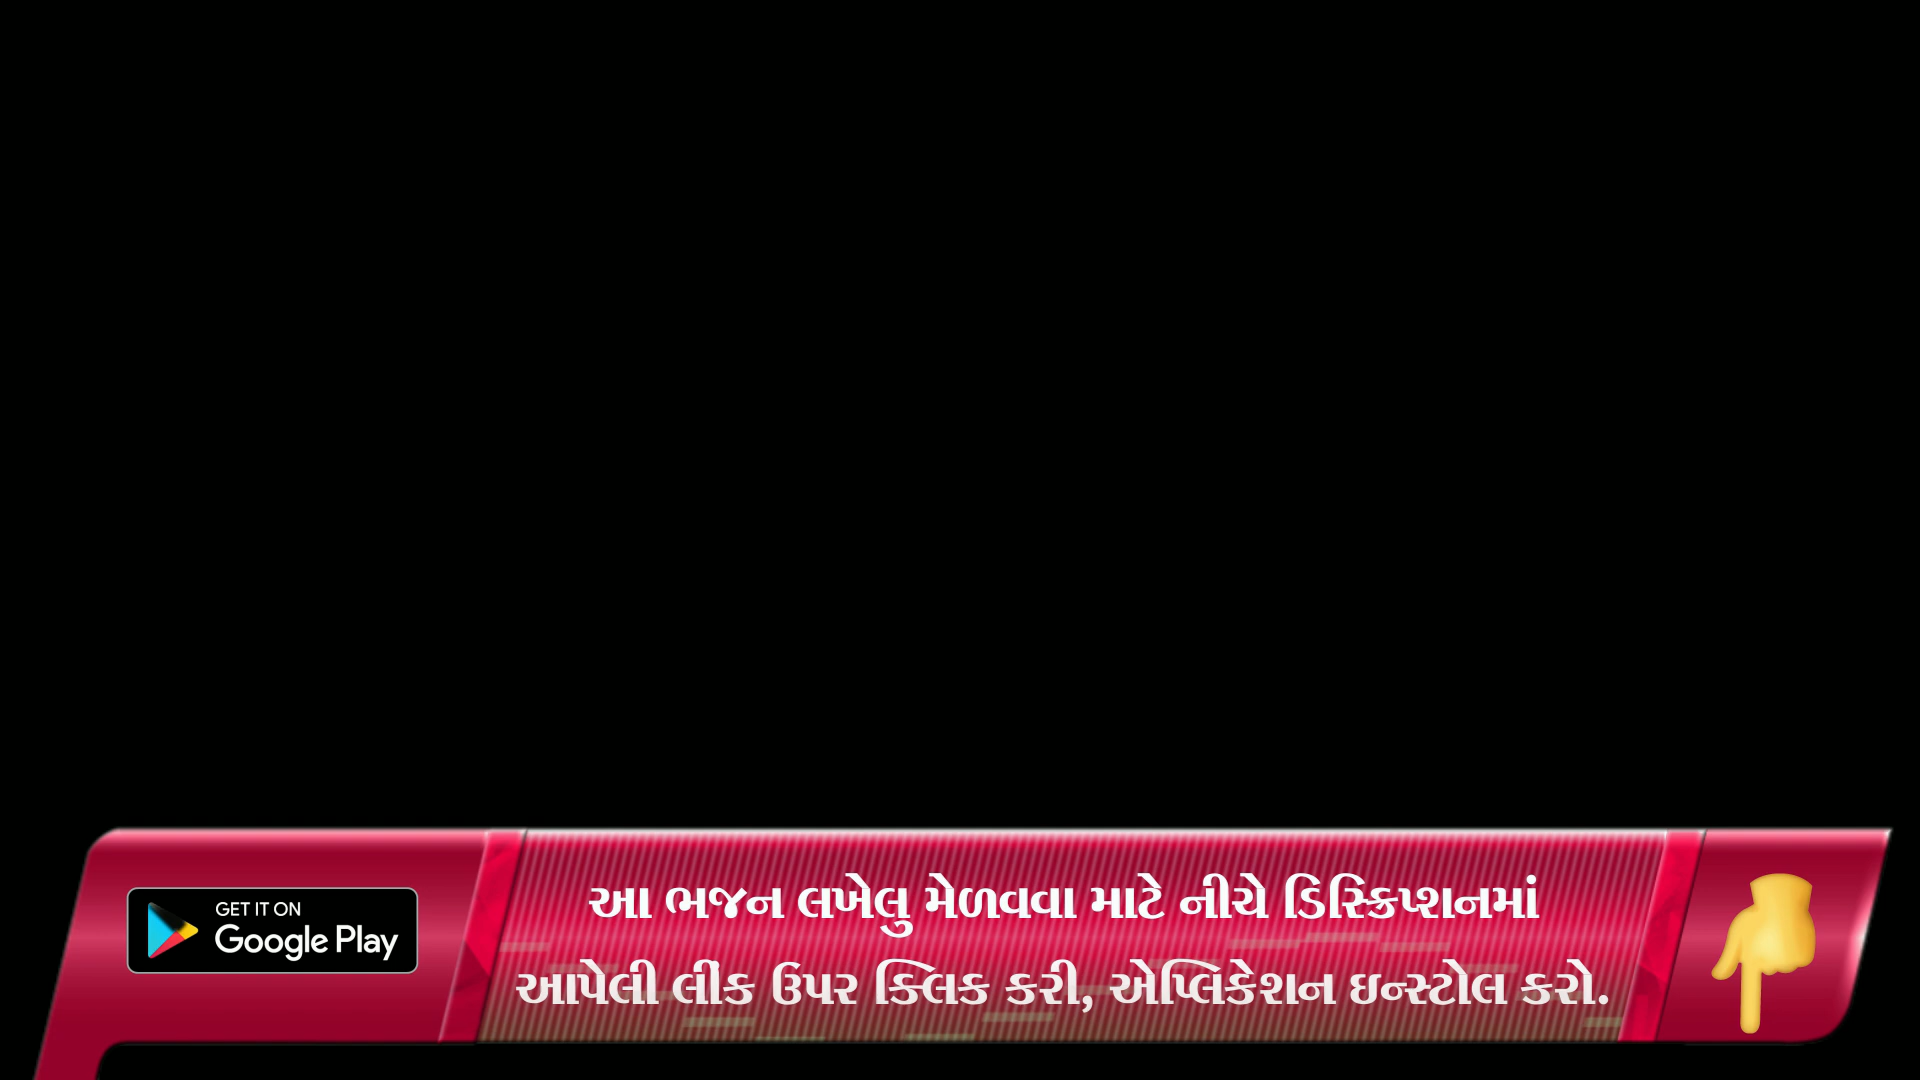 GET IT ON
Google Play
આ ભજન લખેલુ મેળવવા માટે નીચે ડિસ્ક્રિપ્શનમાં
આપેલી લીંક ઉપર ક્લિક કરી, એપ્લિકેશન ઇન્સ્ટોલ કરો.